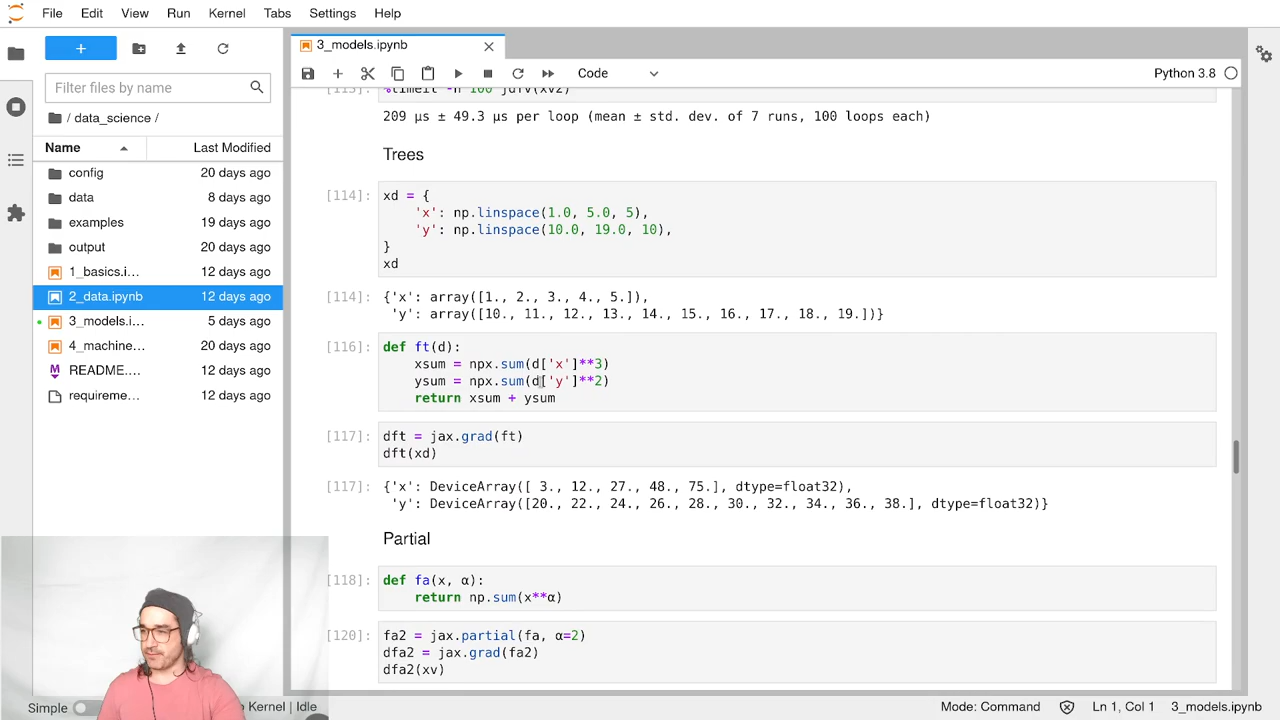 File Edit View Run Kernel Tabs Settings Help
3_models.ipynb
Filter files by name
/ data_science /
Name Last Modified
config 20 days ago
data 8 days ago
examples 19 days ago
output 20 days ago
1_basics.i... 12 days ago
2_data.ipynb 12 days ago
3_models.i... 5 days ago
4_machine... 20 days ago
README.... 12 days ago
requireme... 12 days ago
Code
Python 3.8
209 µs ± 49.3 µs per loop (mean ± std. dev. of 7 runs, 100 loops each)
Trees
[114]: xd = {
'x': np.linspace(1.0, 5.0, 5),
'y': np.linspace(10.0, 19.0, 10),
}
xd
[114]: {'x': array([1., 2., 3., 4., 5.]),
'y': array([10., 11., 12., 13., 14., 15., 16., 17., 18., 19.])}
[116]: def ft(d):
xsum = npx.sum(d['x']**3)
ysum = npx.sum(d['y']**2)
return xsum + ysum
[117]: dft = jax.grad(ft)
dft(xd)
[117]: {'x': DeviceArray([ 3., 12., 27., 48., 75.], dtype=float32),
'y': DeviceArray([20., 22., 24., 26., 28., 30., 32., 34., 36., 38.], dtype=float32)}
Partial
[118]: def fa(x, α):
return np.sum(x**α)
[120]: fa2 = jax.partial(fa, α=2)
dfa2 = jax.grad(fa2)
dfa2(xv)
Simple
Kernel | Idle
Mode: Command
Ln 1, Col 1
3_models.ipynb